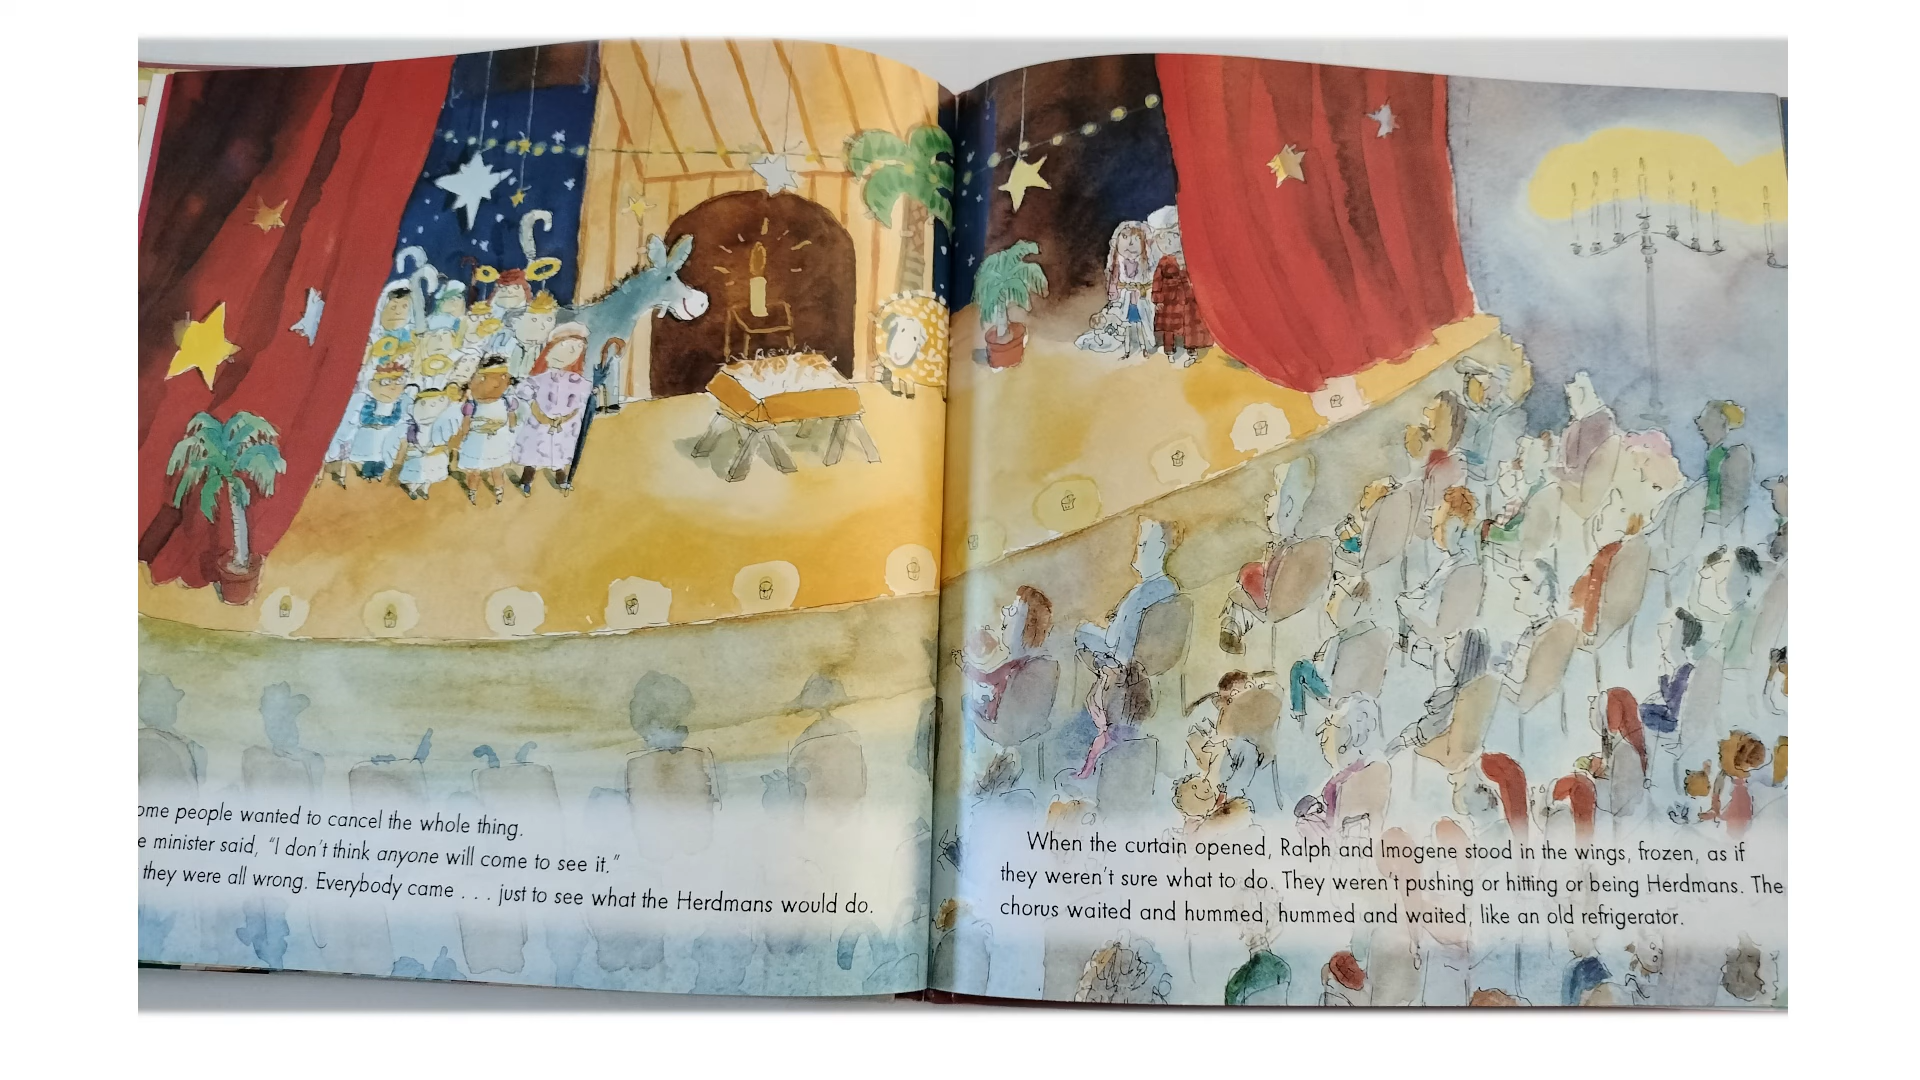 ome people wanted to cancel the whole thing.
e minister said, "I don't think anyone will come to see it."
they were all wrong. Everybody came . . . just to see what the Herdmans would do.
When the curtain opened, Ralph and Imogene stood in the wings, frozen, as if
they weren't sure what to do. They weren't pushing or hitting or being Herdmans. The
chorus waited and hummed, hummed and waited, like an old refrigerator.